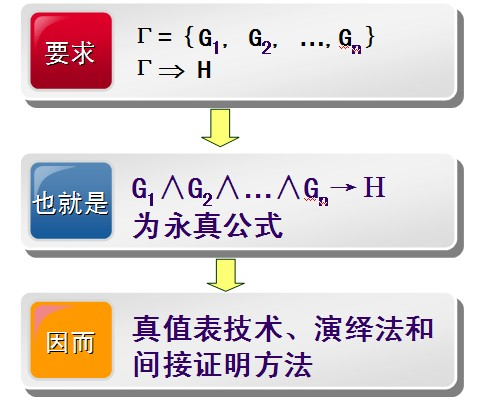 要求
Γ = {G1, G2, ...,Gn}
Γ ⇒ H
也就是
G1∧G2∧...∧Gn→H
为永真公式
因而
真值表技术、演绎法和
间接证明方法